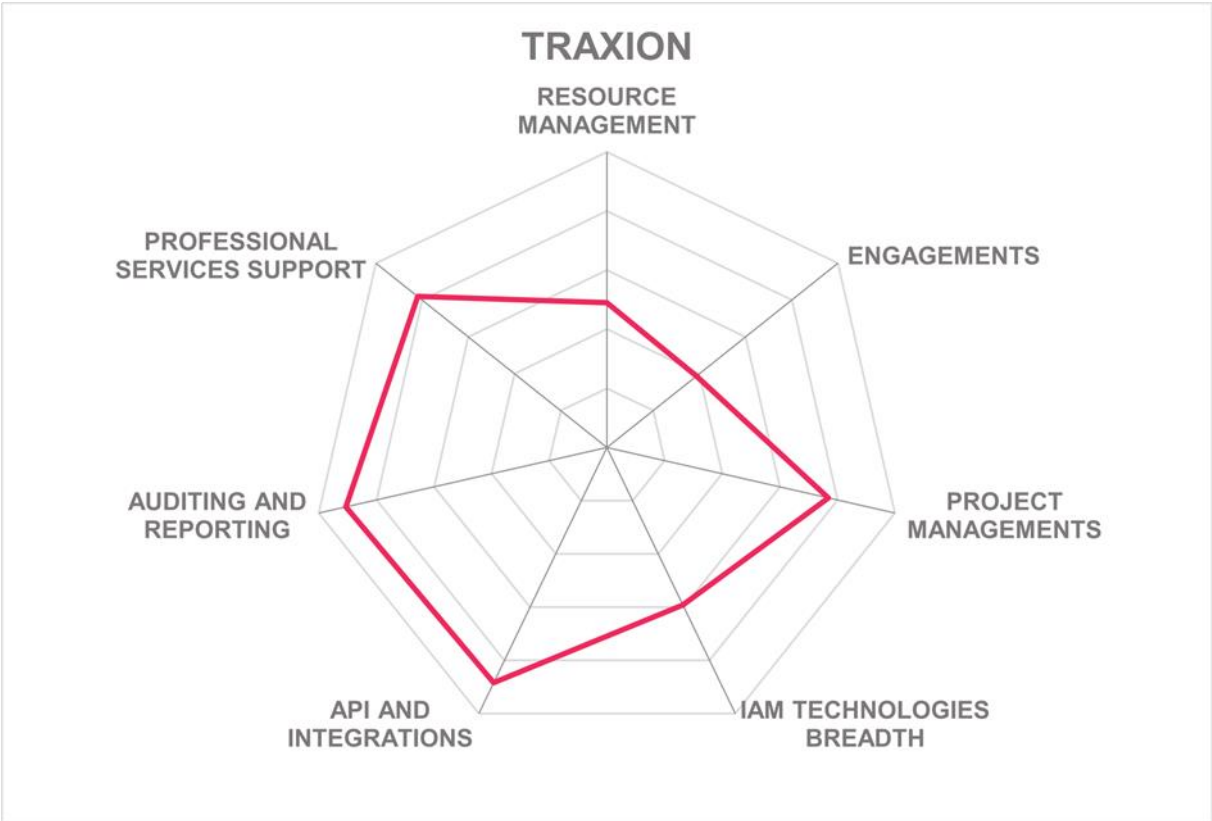 TRAXION
RESOURCE
MANAGEMENT
ENGAGEMENTS
PROJECT
MANAGEMENTS
IAM TECHNOLOGIES
BREADTH
API AND
INTEGRATIONS
AUDITING AND
REPORTING
PROFESSIONAL
SERVICES SUPPORT